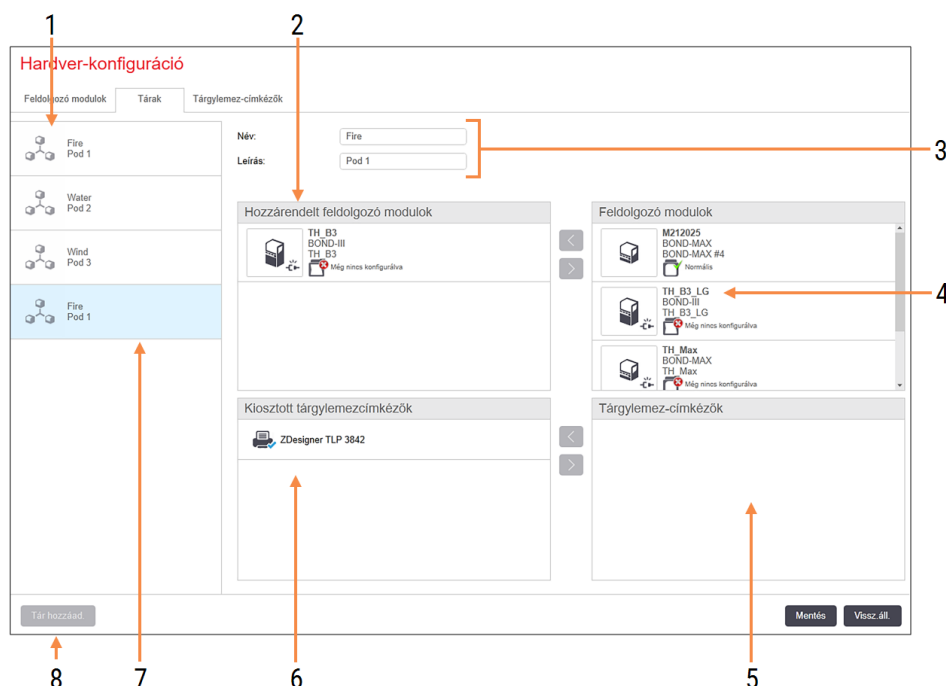 1
2
Hardver-konfiguráció
Feldolgozó modulok
Tárak
Tárgylemez-címkézők
Fire
Pod 1
Water
Pod 2
Wind
Pod 3
Fire
Pod 1
Név:
Fire
Leírás:
Pod 1
3
Hozzárendelt feldolgozó modulok
TH_B3
BOND-III
TH_B3
Még nincs konfigurálva
Feldolgozó modulok
M212025
BOND-MAX
BOND-MAX #4
Normális
TH_B3_LG
BOND-III
TH_B3_LG
Még nincs konfigurálva
TH_Max
BOND-MAX
TH_Max
Még nincs konfigurálva
4
Kiosztott tárgylemezcímkézők
ZDesigner TLP 3842
Tárgylemez-címkézők
Tár hozzáad.
Mentés
Vissz.áll.
8
7
6
5